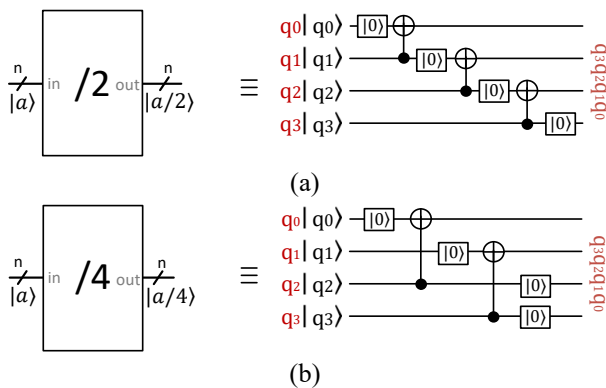 n in /2 out n ≡
|a⟩ |a/2⟩
q₀| q₀⟩ |0⟩
q₁| q₁⟩ |0⟩
q₂| q₂⟩ |0⟩
q₃| q₃⟩ |0⟩
q₃q₂q₁q₀
(a)
n in /4 out n ≡
|a⟩ |a/4⟩
q₀| q₀⟩ |0⟩
q₁| q₁⟩ |0⟩
q₂| q₂⟩ |0⟩
q₃| q₃⟩ |0⟩
q₃q₂q₁q₀
(b)